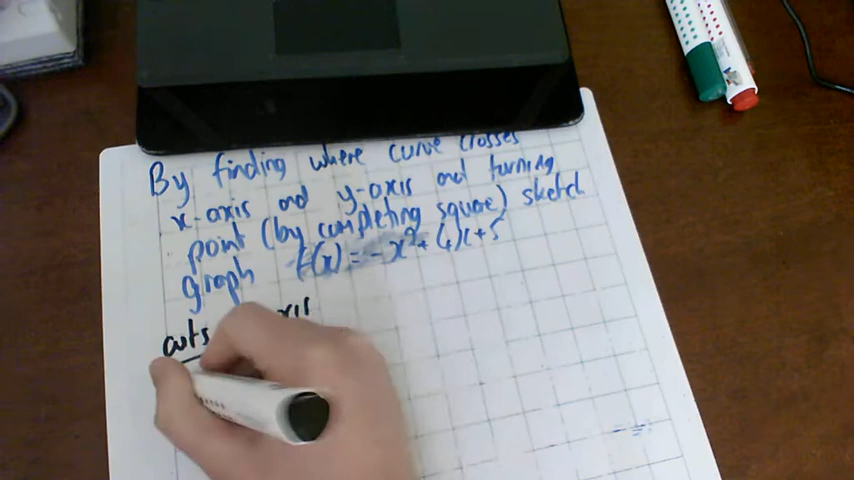 By finding where curve crosses
x-axis and y-axis and turning
point (by completing square) sketch
graph f(x) = -x²+4x+5
cuts